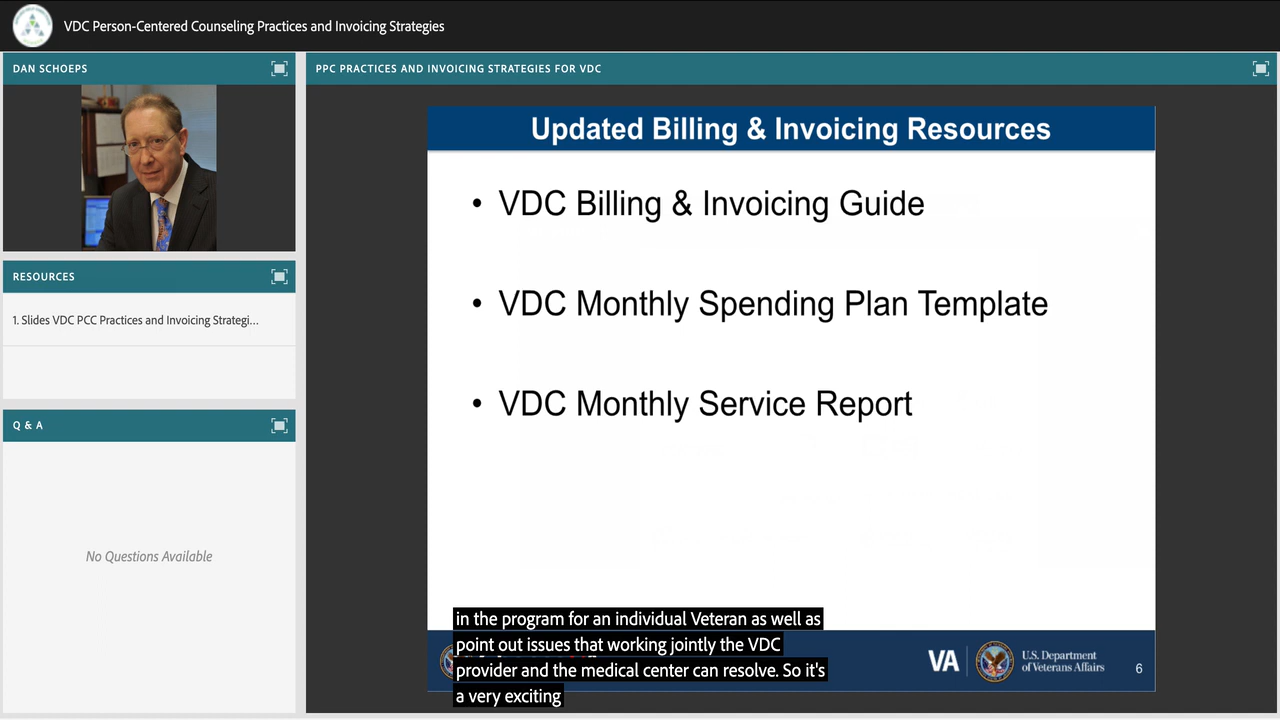 VDC Person-Centered Counseling Practices and Invoicing Strategies
DAN SCHOEPS
RESOURCES
1. Slides VDC PCC Practices and Invoicing Strategi...
Q & A
No Questions Available
PPC PRACTICES AND INVOICING STRATEGIES FOR VDC
Updated Billing & Invoicing Resources
• VDC Billing & Invoicing Guide
• VDC Monthly Spending Plan Template
• VDC Monthly Service Report
in the program for an individual Veteran as well as
point out issues that working jointly the VDC
provider and the medical center can resolve. So it's
a very exciting
VA
U.S. Department
of Veterans Affairs
6